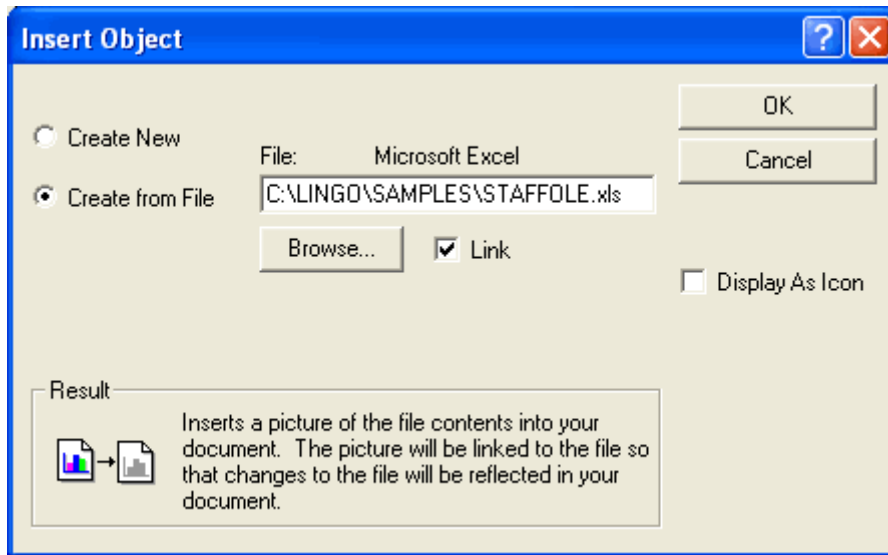 Insert Object
?
OK
Create New
File: Microsoft Excel
Cancel
Create from File
C:\LINGO\SAMPLES\STAFFOLE.xls
Browse...
Link
Display As Icon
Result
Inserts a picture of the file contents into your
document. The picture will be linked to the file so
that changes to the file will be reflected in your
document.